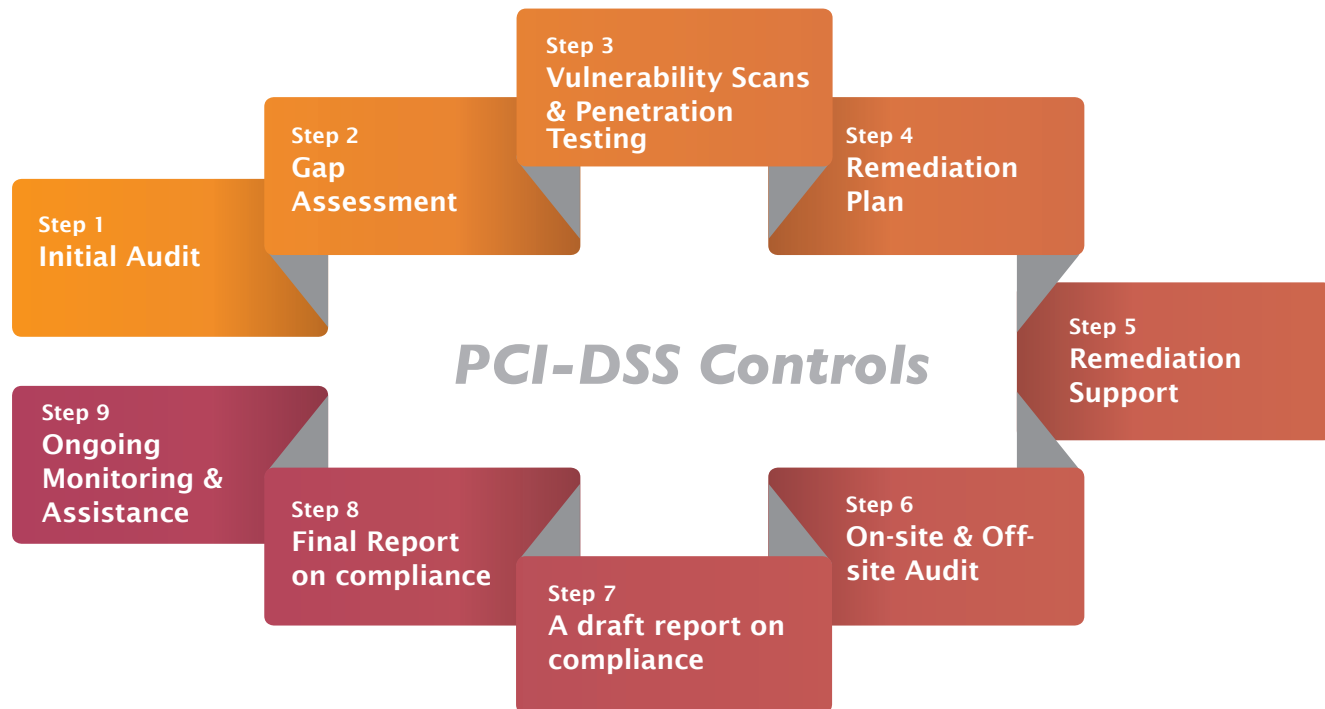 Step 1
Initial Audit
Step 2
Gap
Assessment
Step 3
Vulnerability Scans
& Penetration
Testing
Step 4
Remediation
Plan
Step 5
Remediation
Support
PCI-DSS Controls
Step 6
On-site & Off-
site Audit
Step 7
A draft report on
compliance
Step 8
Final Report
on compliance
Step 9
Ongoing
Monitoring &
Assistance